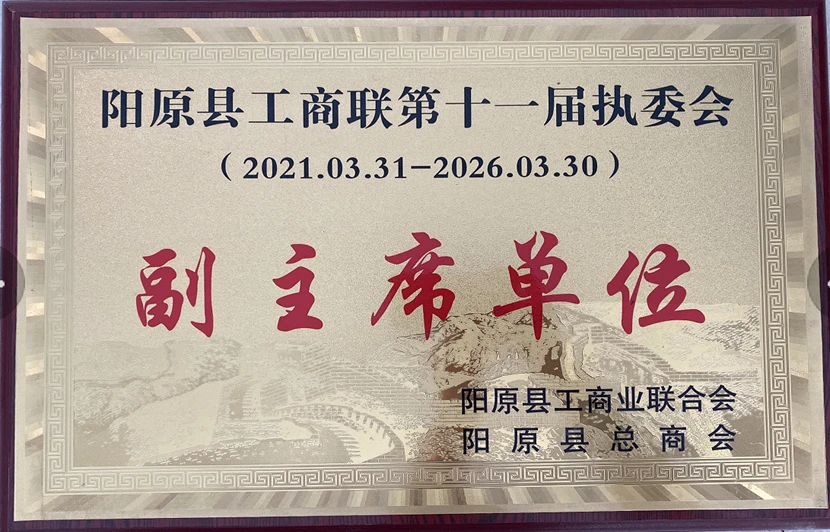 阳原县工商联第十一届执委会
（2021.03.31-2026.03.30）
副主席单位
阳原县工商业联合会
阳原县总商会